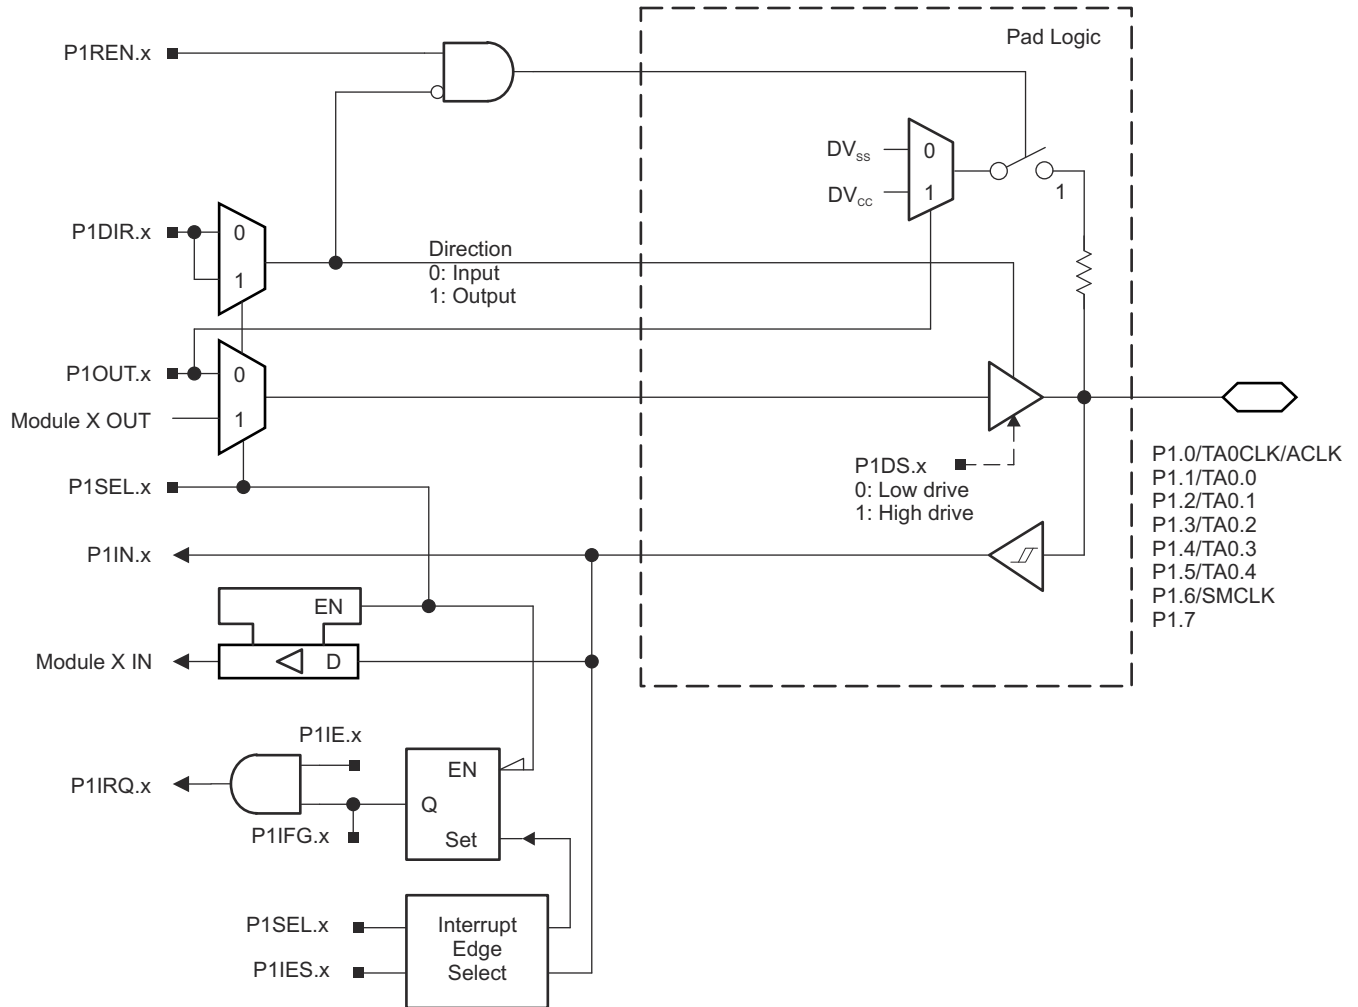 Pad Logic
P1REN.x
DVSS
0
DVCC
1
1
P1DIR.x
0
1
Direction
0: Input
1: Output
P1OUT.x
0
Module X OUT
1
P1SEL.x
P1DS.x
0: Low drive
1: High drive
P1.0/TA0CLK/ACLK
P1.1/TA0.0
P1.2/TA0.1
P1.3/TA0.2
P1.4/TA0.3
P1.5/TA0.4
P1.6/SMCLK
P1.7
P1IN.x
EN
Module X IN
D
P1IE.x
P1IRQ.x
EN
Q
P1IFG.x
Set
P1SEL.x
P1IES.x
Interrupt
Edge
Select